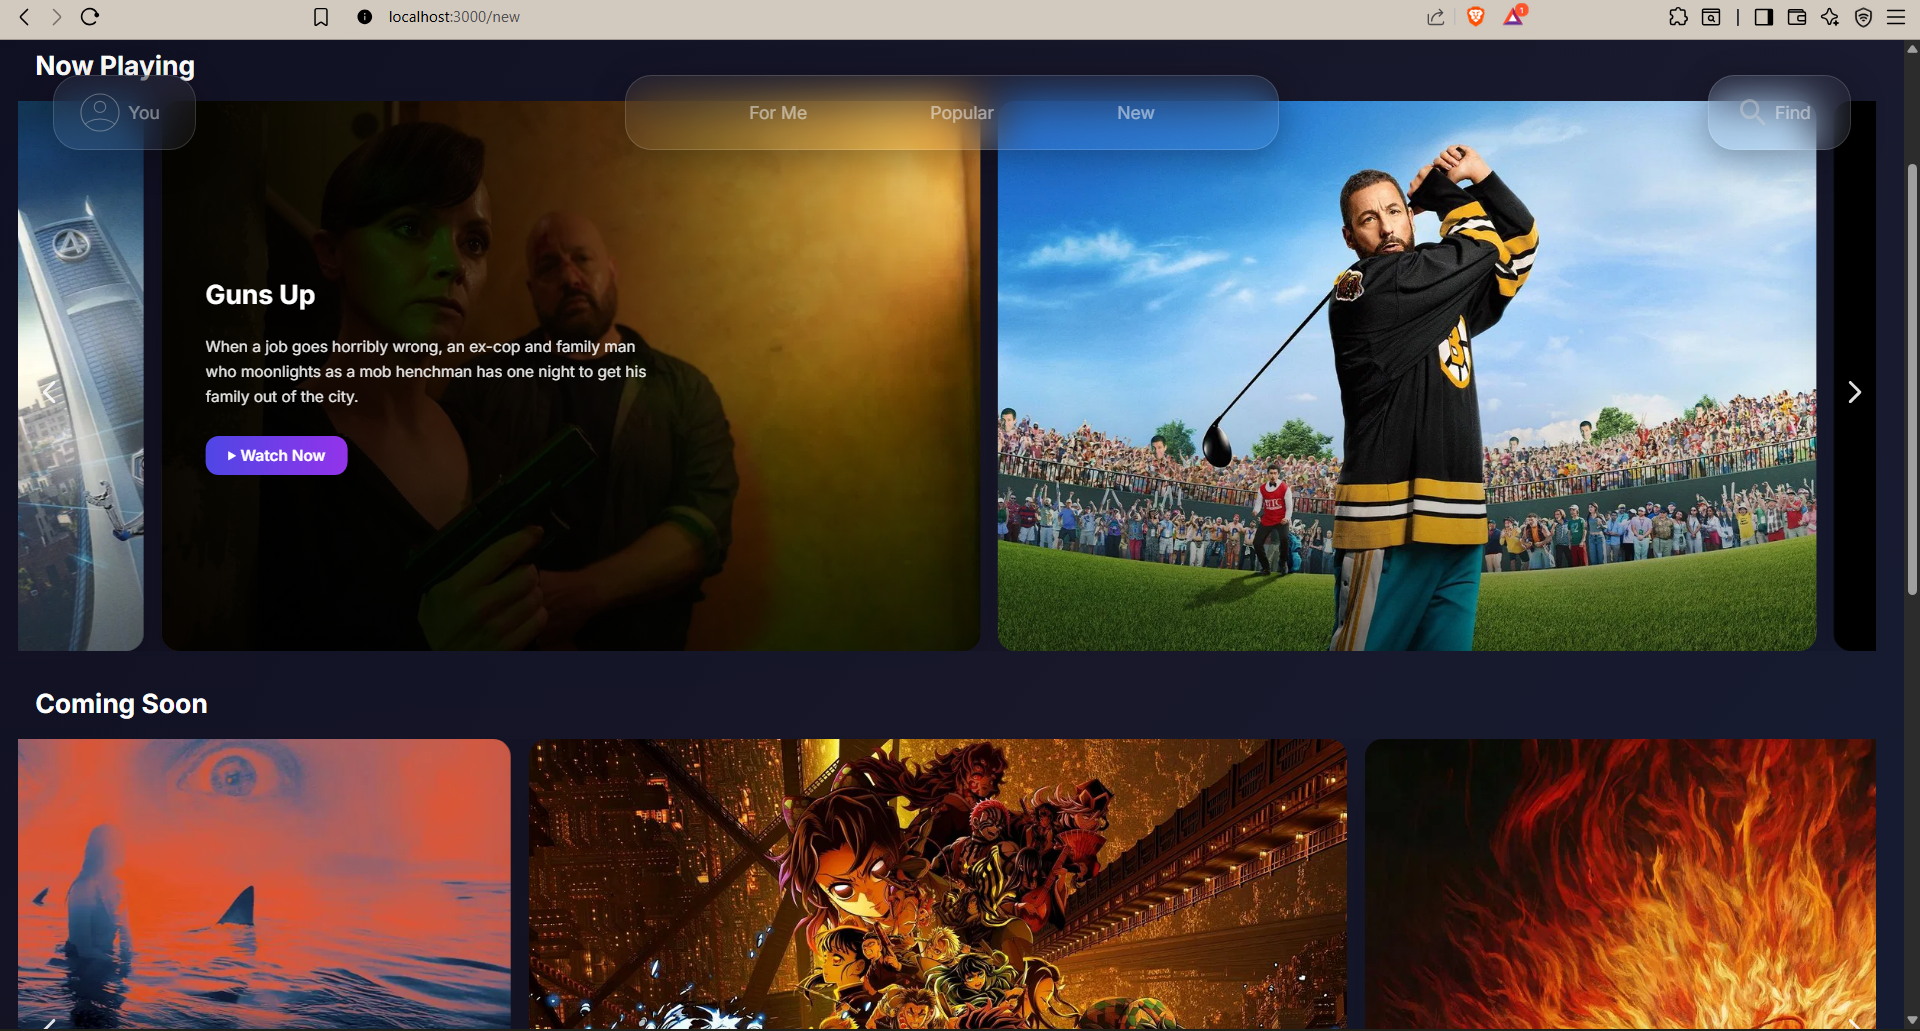 localhost:3000/new
1
Now Playing
You
For Me
Popular
New
Find
Guns Up
When a job goes horribly wrong, an ex-cop and family man
who moonlights as a mob henchman has one night to get his
family out of the city.
Watch Now
Coming Soon